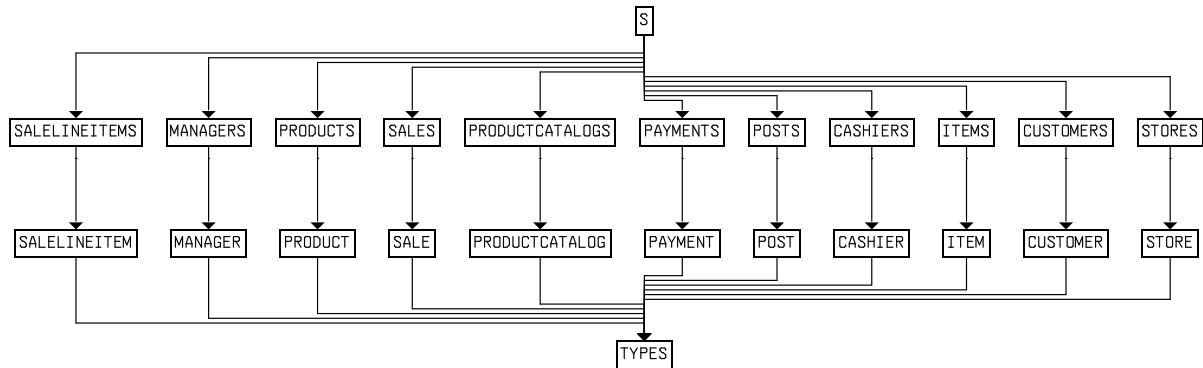 S
SALELINEITEMS MANAGERS PRODUCTS SALES PRODUCTCATALOGS PAYMENTS POSTS CASHIERS ITEMS CUSTOMERS STORES
SALELINEITEM MANAGER PRODUCT SALE PRODUCTCATALOG PAYMENT POST CASHIER ITEM CUSTOMER STORE
TYPES